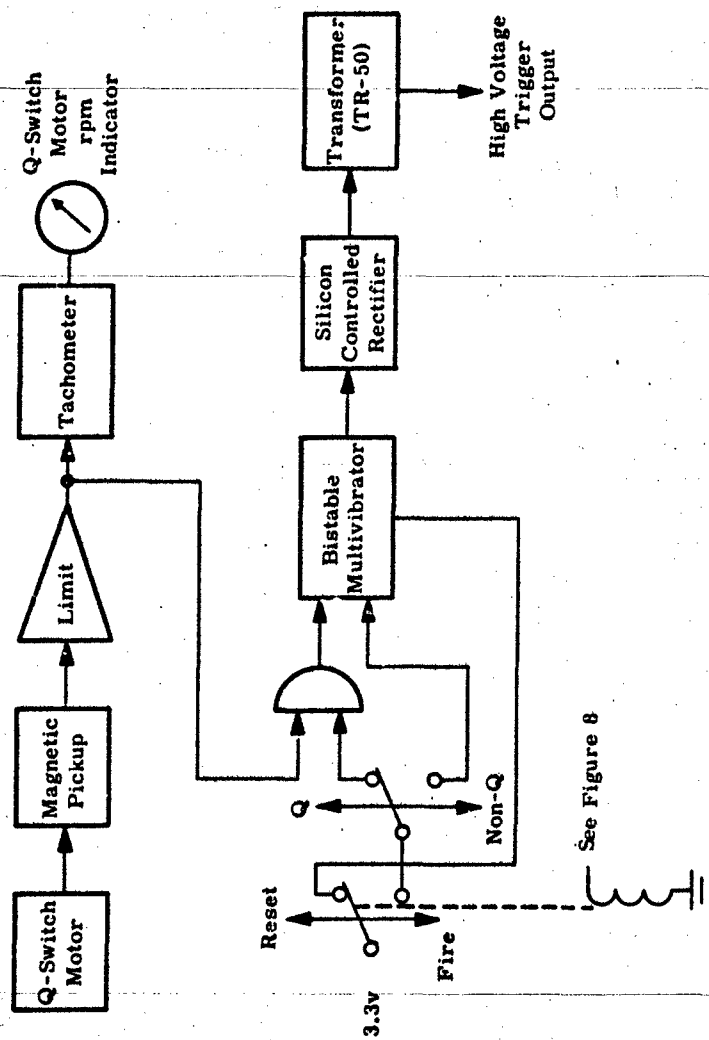 Q-Switch
Motor
Magnetic
Pickup
Limit
Tachometer
Q-Switch
Motor
rpm
Indicator
3.3v
Reset
Fire
Q
Non-Q
Bistable
Multivibrator
Silicon
Controlled
Rectifier
Transformer
(TR-50)
High Voltage
Trigger
Output
See Figure 8